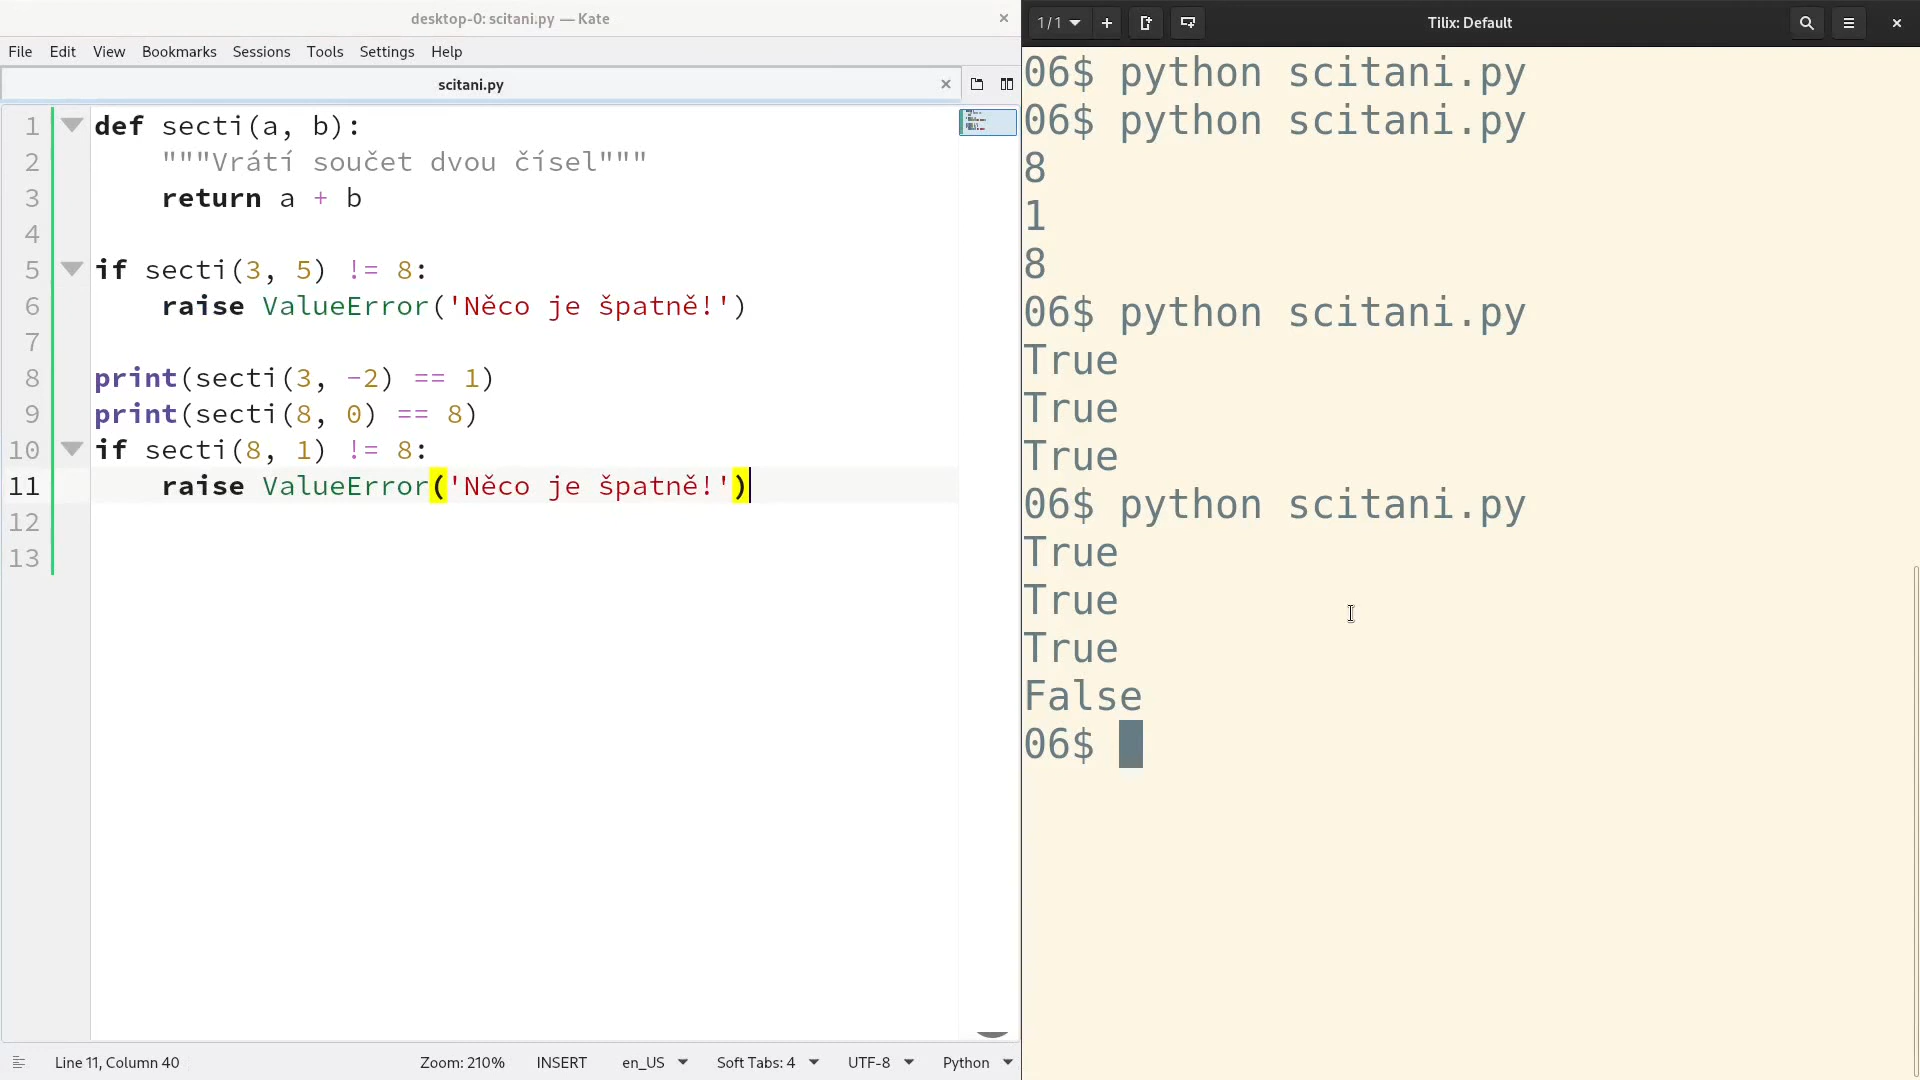 desktop-0: scitani.py — Kate
File Edit View Bookmarks Sessions Tools Settings Help
scitani.py
1 def secti(a, b):
2 """Vrátí součet dvou čísel"""
3 return a + b
4
5 if secti(3, 5) != 8:
6 raise ValueError('Něco je špatně!')
7
8 print(secti(3, -2) == 1)
9 print(secti(8, 0) == 8)
10 if secti(8, 1) != 8:
11 raise ValueError('Něco je špatně!')
12
13
Line 11, Column 40 Zoom: 210% INSERT en_US Soft Tabs: 4 UTF-8 Python
1 / 1 Tilix: Default
06$ python scitani.py
06$ python scitani.py
8
1
8
06$ python scitani.py
True
True
True
06$ python scitani.py
True
True
True
False
06$